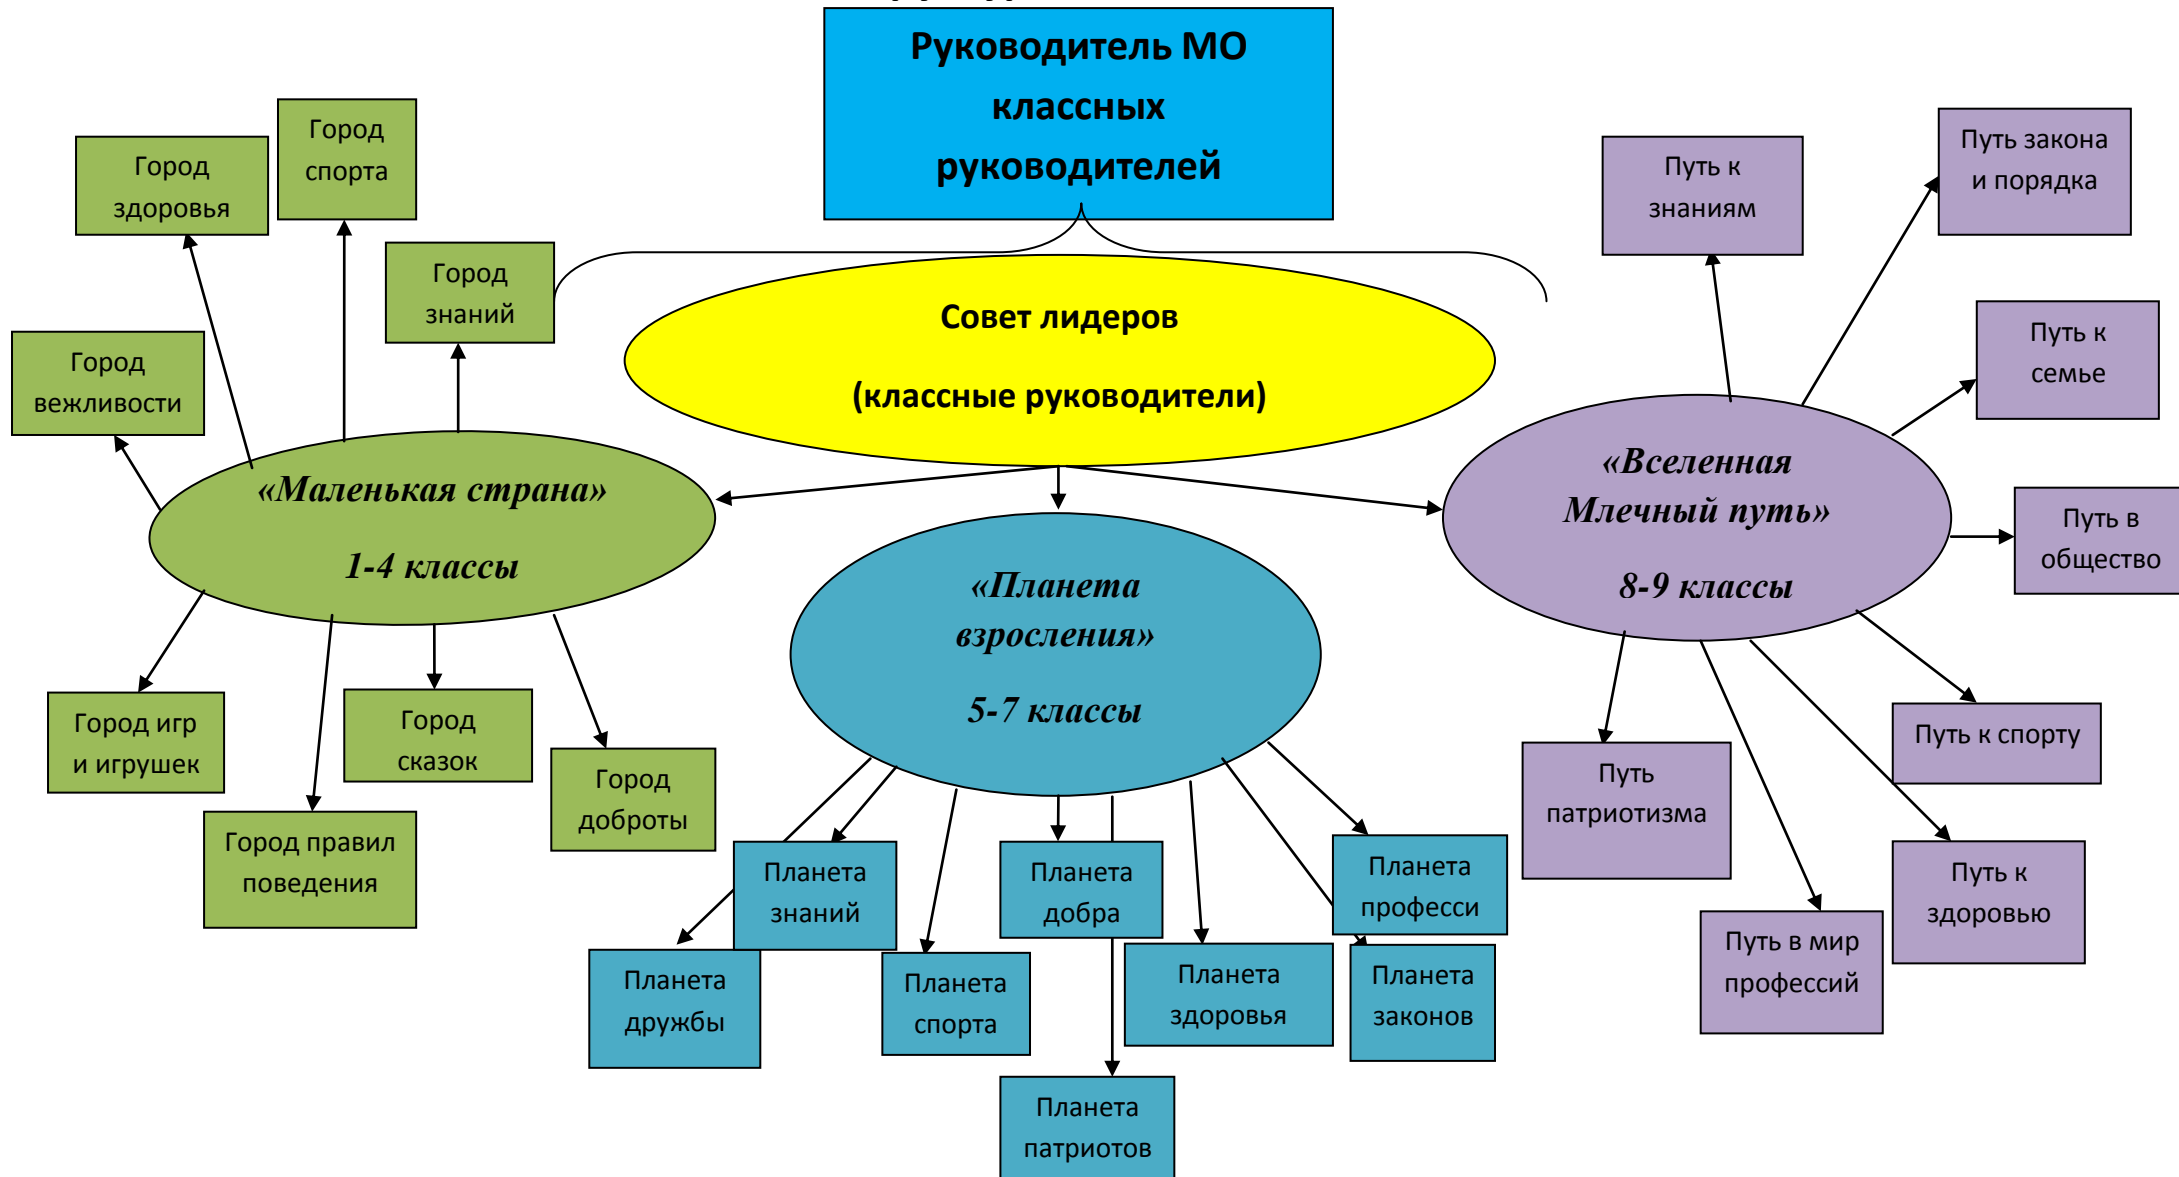 Руководитель МО
классных
руководителей
Совет лидеров
(классные руководители)
Город
здоровья
Город
спорта
Город
знаний
Город
вежливости
«Маленькая страна»
1-4 классы
Город игр
и игрушек
Город правил
поведения
Город
сказок
Город
доброты
«Планета
взросления»
5-7 классы
Планета
дружбы
Планета
знаний
Планета
спорта
Планета
добра
Планета
патриотов
Планета
здоровья
Планета
професси
Планета
законов
«Вселенная
Млечный путь»
8-9 классы
Путь к
знаниям
Путь закона
и порядка
Путь к
семье
Путь в
общество
Путь к спорту
Путь к
здоровью
Путь в мир
профессий
Путь
патриотизма